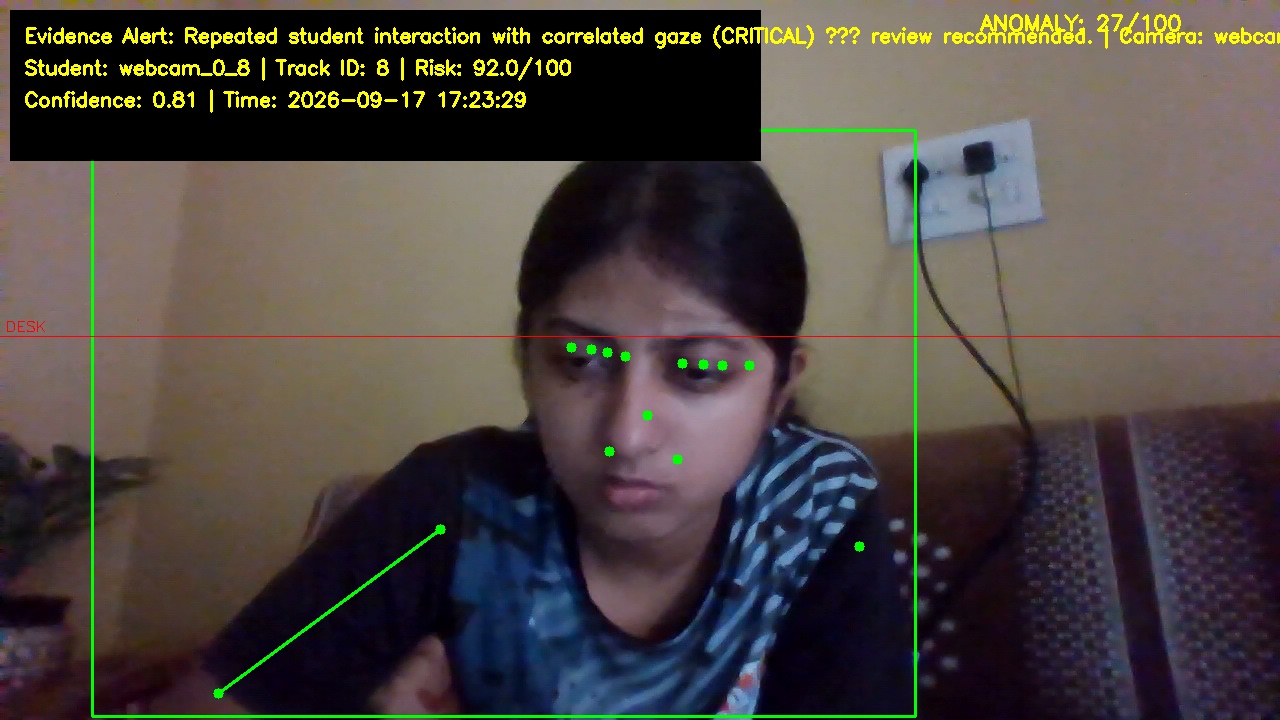 Evidence Alert: Repeated student interaction with correlated gaze (CRITICAL) ??? review recommended. | Camera: webcam
ANOMALY: 27/100
Student: webcam_0_8 | Track ID: 8 | Risk: 92.0/100
Confidence: 0.81 | Time: 2026-09-17 17:23:29
DESK